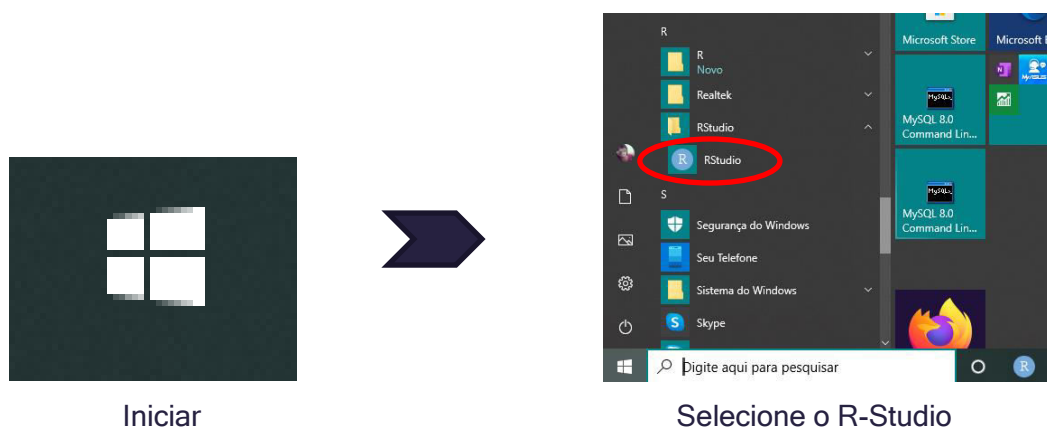 R
Microsoft Store
Microsoft
R
Novo
Realtek
MySQL 8.0
Command Lin...
RStudio
R
RStudio
S
Segurança do Windows
MySQL 8.0
Command Lin...
Seu Telefone
Sistema do Windows
S
Skype
Digite aqui para pesquisar
R
Iniciar
Selecione o R-Studio